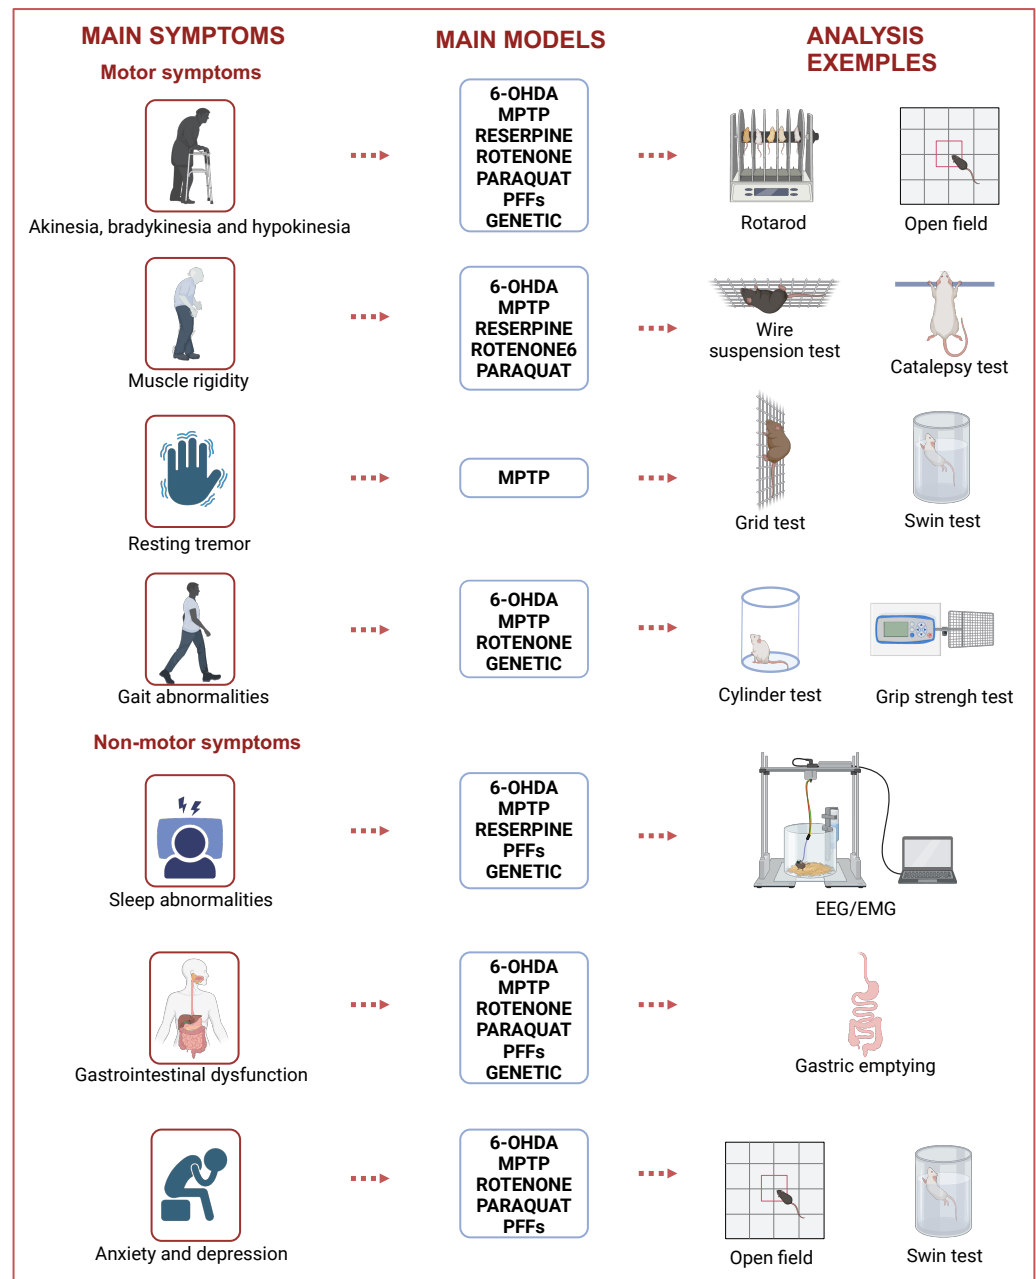 MAIN SYMPTOMS
MAIN MODELS
ANALYSIS
EXEMPLES
Motor symptoms
6-OHDA
MPTP
RESERPINE
ROTENONE
PARAQUAT
PFFs
GENETIC
Akinesia, bradykinesia and hypokinesia
Rotarod
Open field
6-OHDA
MPTP
RESERPINE
ROTENONE6
PARAQUAT
Muscle rigidity
Wire
suspension test
Catalepsy test
MPTP
Resting tremor
Grid test
Swin test
6-OHDA
MPTP
ROTENONE
GENETIC
Gait abnormalities
Cylinder test
Grip strengh test
Non-motor symptoms
6-OHDA
MPTP
RESERPINE
PFFs
GENETIC
Sleep abnormalities
EEG/EMG
6-OHDA
MPTP
ROTENONE
PARAQUAT
PFFs
GENETIC
Gastrointestinal dysfunction
Gastric emptying
6-OHDA
MPTP
ROTENONE
PARAQUAT
PFFs
Anxiety and depression
Open field
Swin test